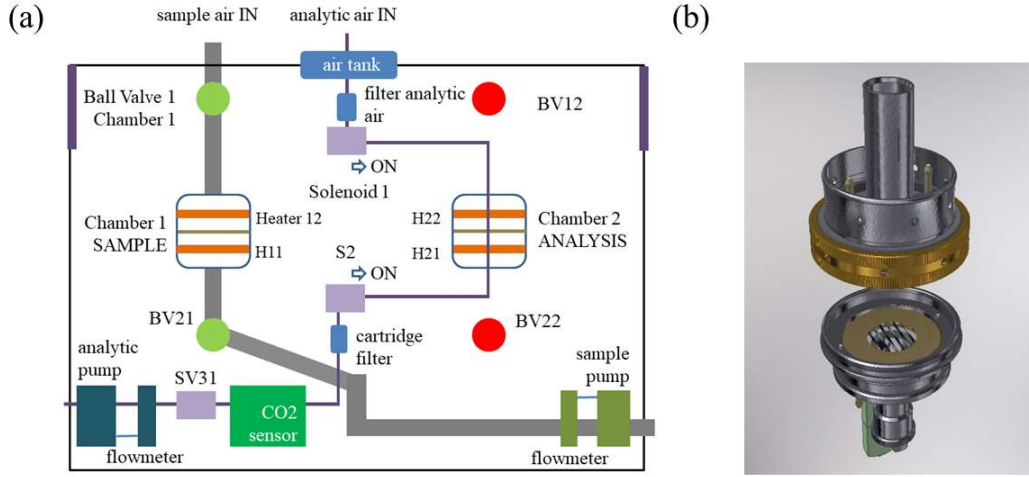 (a)
sample air IN
analytic air IN
(b)
air tank
Ball Valve 1
Chamber 1
filter analytic
air
BV12
ON
Solenoid 1
Chamber 1
SAMPLE
Heater 12
H11
H22
H21
Chamber 2
ANALYSIS
S2
ON
BV21
BV22
cartridge
filter
analytic
pump
SV31
CO2
sensor
sample
pump
flowmeter
flowmeter